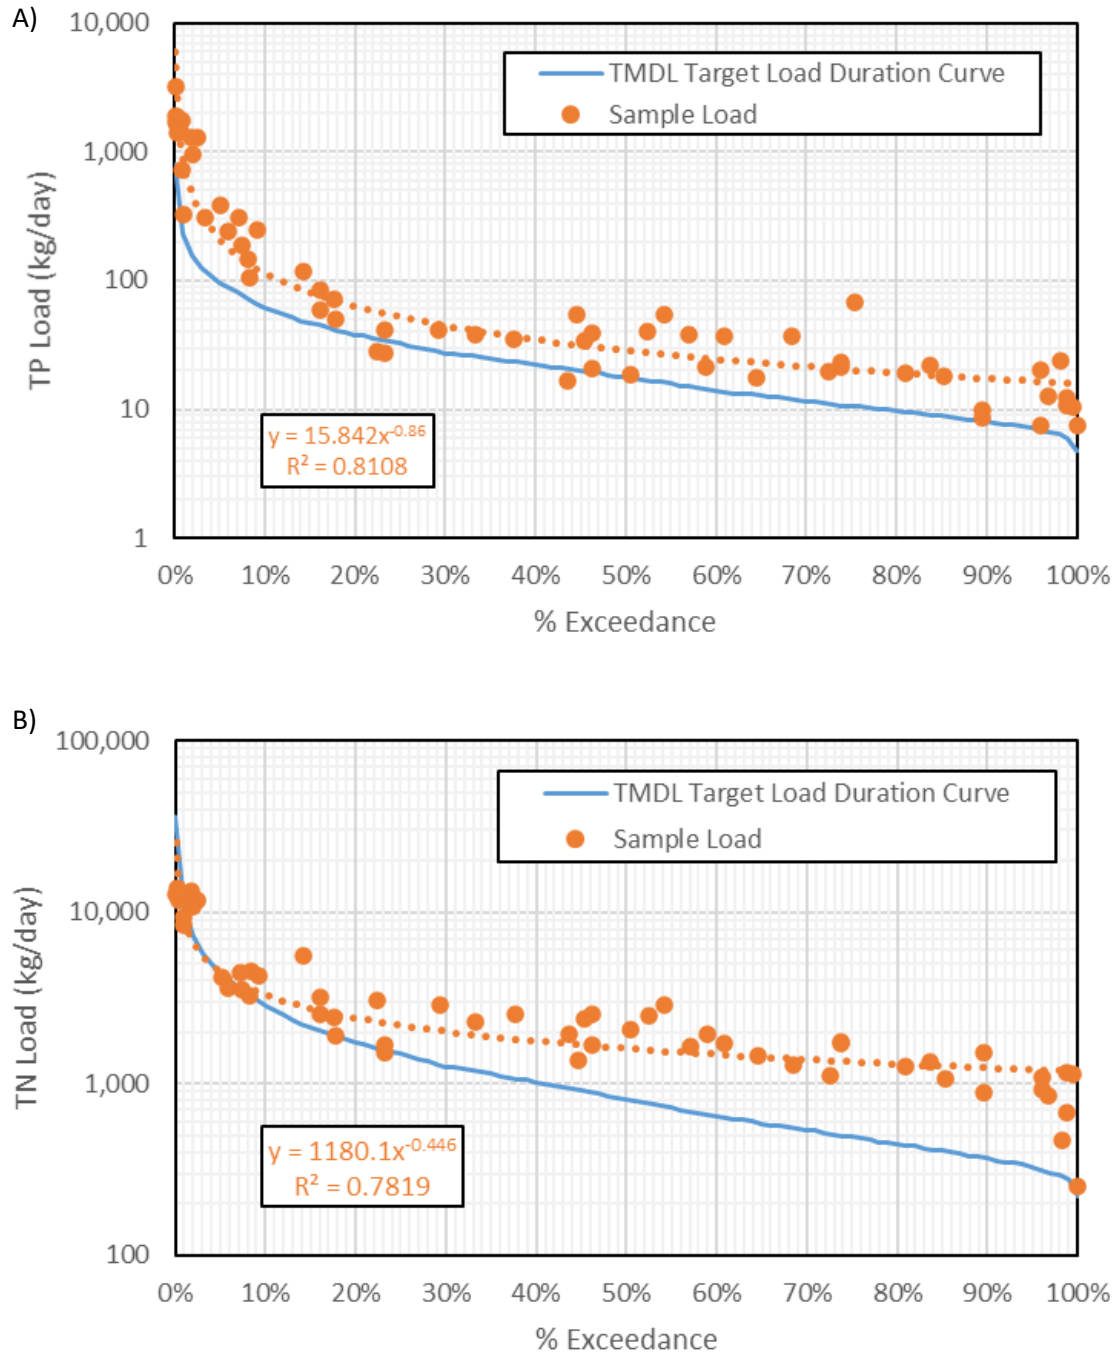 A)
10,000
1,000
100
10
1
TP Load (kg/day)
TMDL Target Load Duration Curve
Sample Load
y = 15.842x^-0.86
R² = 0.8108
0% 10% 20% 30% 40% 50% 60% 70% 80% 90% 100%
% Exceedance
B)
100,000
10,000
1,000
100
TN Load (kg/day)
TMDL Target Load Duration Curve
Sample Load
y = 1180.1x^-0.446
R² = 0.7819
0% 10% 20% 30% 40% 50% 60% 70% 80% 90% 100%
% Exceedance